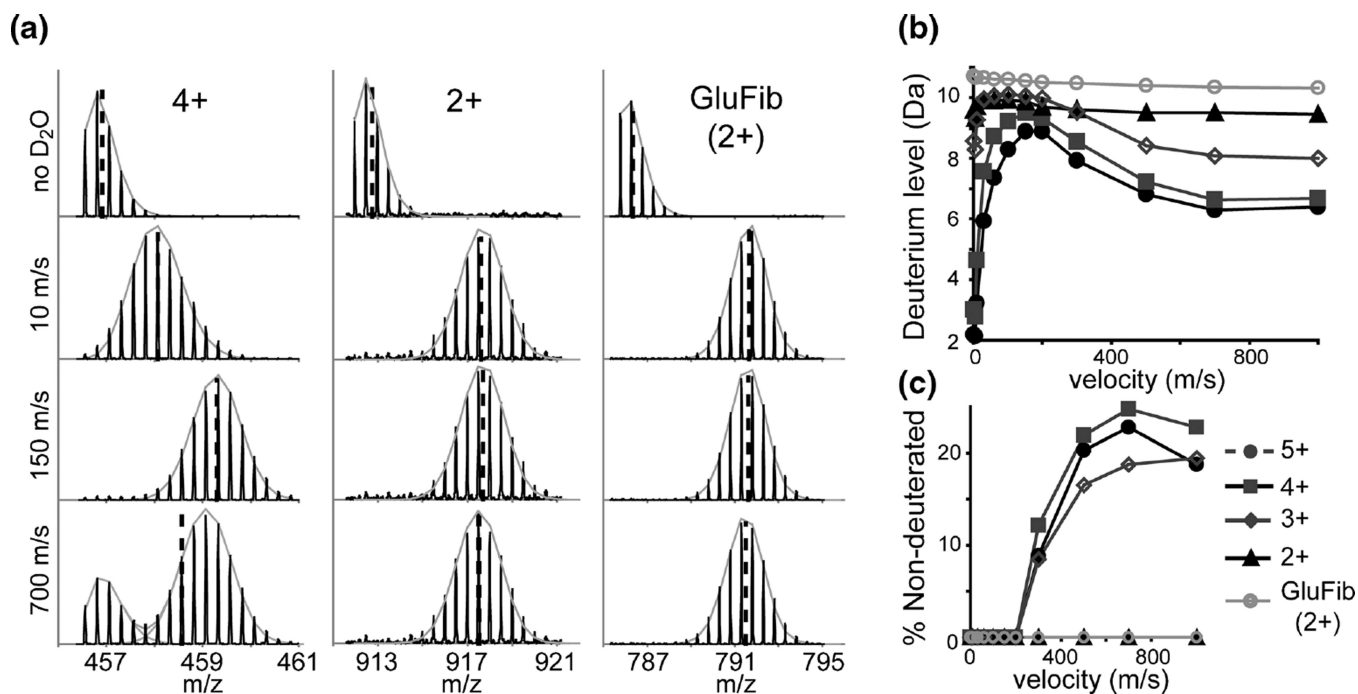 (a)
4+
2+
GluFib
(2+)
no D₂O
10 m/s
150 m/s
700 m/s
457
459
461
m/z
913
917
921
m/z
787
791
795
m/z
(b)
Deuterium level (Da)
10
8
6
4
2
0
400
800
velocity (m/s)
(c)
% Non-deuterated
20
10
0
0
400
800
velocity (m/s)
5+
4+
3+
2+
GluFib
(2+)